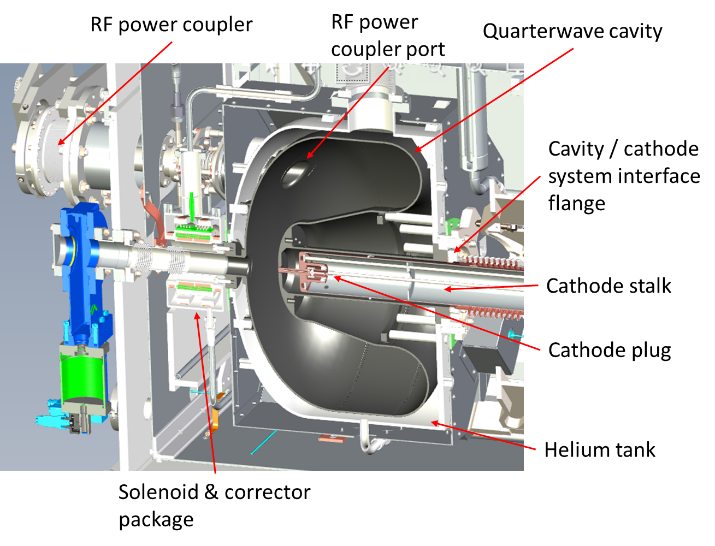 RF power coupler
RF power
coupler port
Quarterwave cavity
Cavity / cathode
system interface
flange
Cathode stalk
Cathode plug
Helium tank
Solenoid & corrector
package